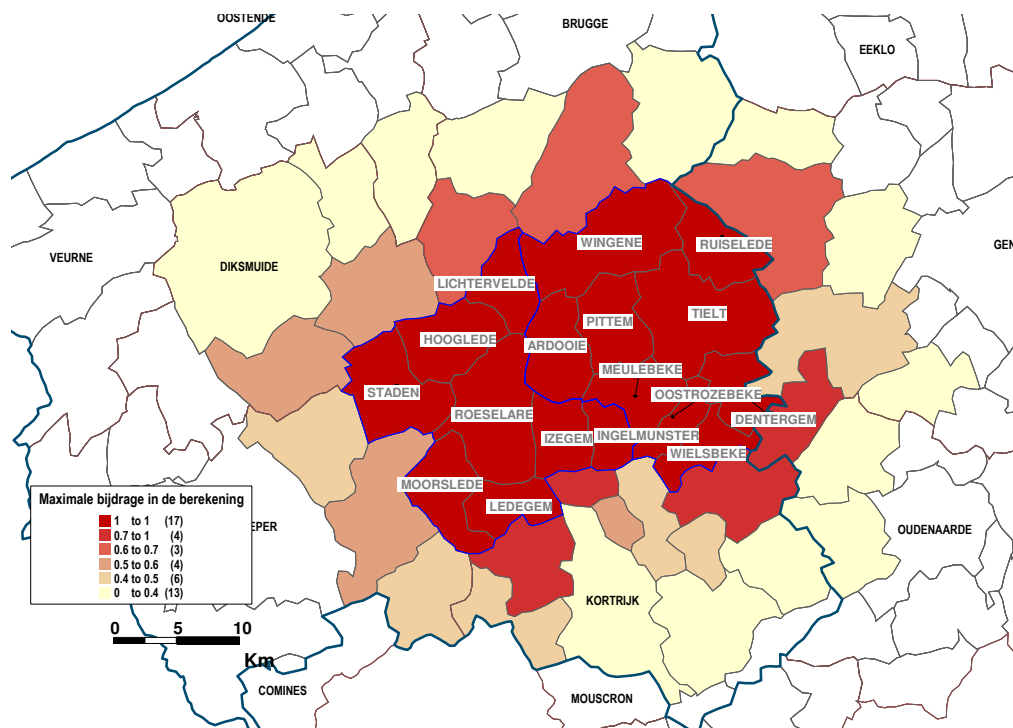 OOSTENDE
BRUGGE
EEKLO
WINGENE
RUISELEDE
GEN
VEURNE
DIKSMUIDE
LICHTERVELDE
PITTEM
TIELT
HOOGLEDE
ARDOOIE
MEULEBEKE
STADEN
OOSTROZEBEKE
ROESELARE
DENTERGEM
IZEGEM
INGELMUNSTER
WIELSBEKE
MOORSLEDE
LEDEGEM
Maximale bijdrage in de berekening
1 to 1 (17)
0.7 to 1 (4)
0.6 to 0.7 (3)
0.5 to 0.6 (4)
0.4 to 0.5 (6)
0 to 0.4 (13)
EPER
OUDENAARDE
KORTRIJK
0 5 10
Km
COMINES
MOUSCRON